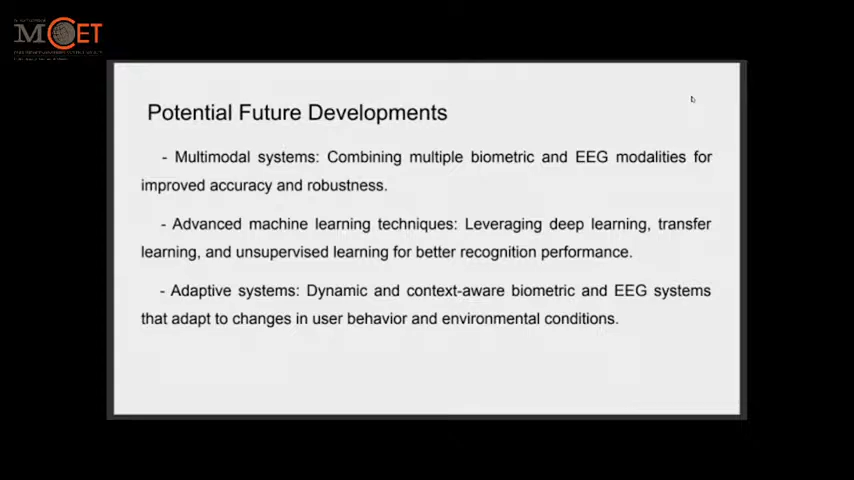 MCET
Potential Future Developments
- Multimodal systems: Combining multiple biometric and EEG modalities for
improved accuracy and robustness.
- Advanced machine learning techniques: Leveraging deep learning, transfer
learning, and unsupervised learning for better recognition performance.
- Adaptive systems: Dynamic and context-aware biometric and EEG systems
that adapt to changes in user behavior and environmental conditions.